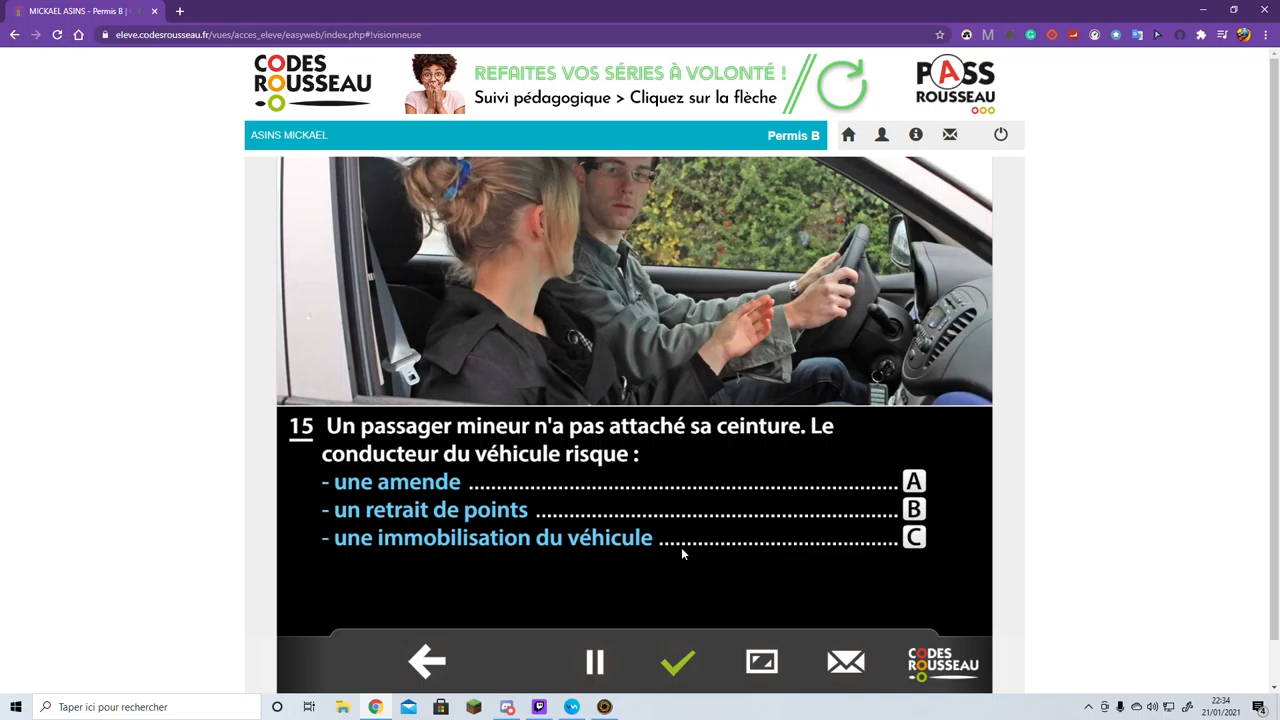 MICKAEL ASINS - Permis B |
eleve.codesrousseau.fr/vues/acces_eleve/easyweb/index.php#!visionneuse
CODES
ROUSSEAU
REFAITES VOS SÉRIES À VOLONTÉ !
Suivi pédagogique > Cliquez sur la flèche
PASS
ROUSSEAU
ASINS MICKAEL
Permis B
15 Un passager mineur n'a pas attaché sa ceinture. Le
conducteur du véhicule risque :
- une amende ........................................................................ A
- un retrait de points ............................................................. B
- une immobilisation du véhicule ........................................ C
CODES
ROUSSEAU
Taper ici pour rechercher
22:34
21/01/2021